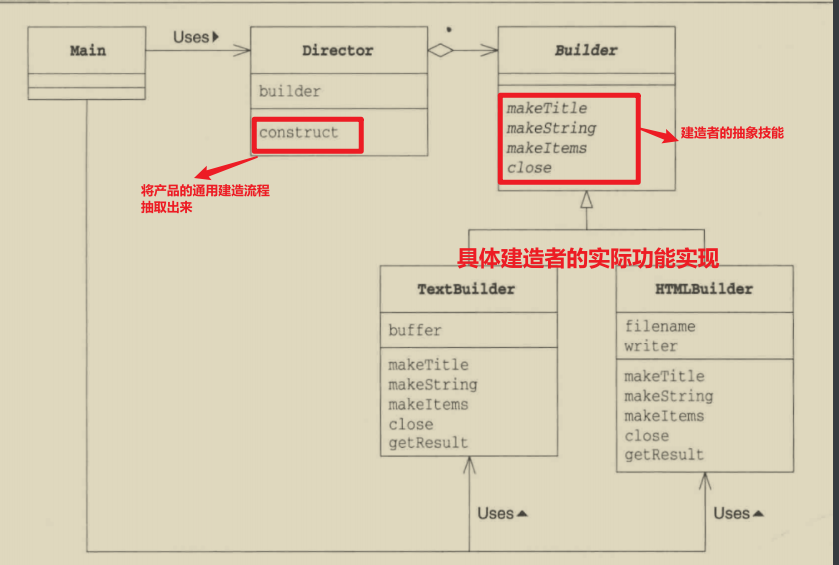 Main
Uses
Director
builder
construct
将产品的通用建造流程
抽取出来
*
Builder
makeTitle
makeString
makeItems
close
建造者的抽象技能
具体建造者的实际功能实现
TextBuilder
buffer
makeTitle
makeString
makeItems
close
getResult
HTMLBuilder
filename
writer
makeTitle
makeString
makeItems
close
getResult
Uses
Uses